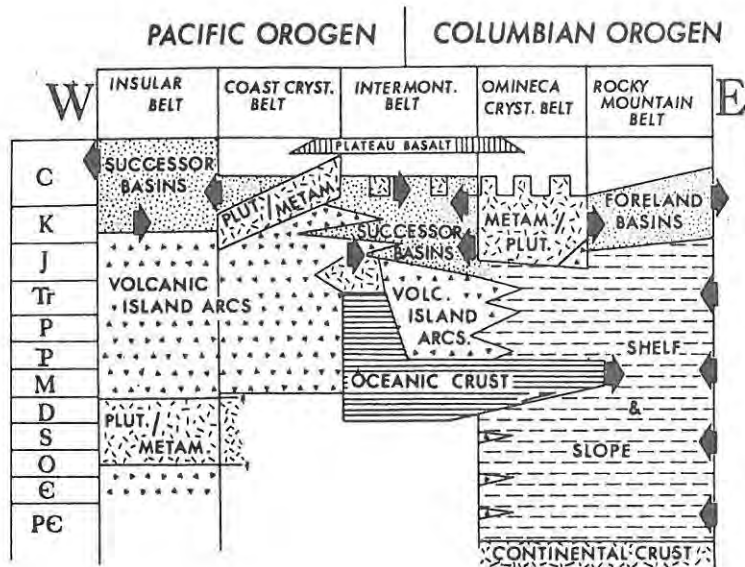 PACIFIC OROGEN
COLUMBIAN OROGEN
W
INSULAR
BELT
COAST CRYST.
BELT
INTERMONT.
BELT
OMINECA
CRYST. BELT
ROCKY
MOUNTAIN
BELT
E
PLATEAU BASALT
C
K
J
Tr
P
P
M
D
S
O
Є
PЄ
SUCCESSOR
BASINS
PLUT./
METAM
SUCCESSOR
BASINS
METAM./
PLUT.
FORELAND
BASINS
VOLCANIC
ISLAND ARCS
VOLC.
ISLAND
ARCS.
OCEANIC CRUST
SHELF
&
SLOPE
PLUT./
METAM.
CONTINENTAL CRUST